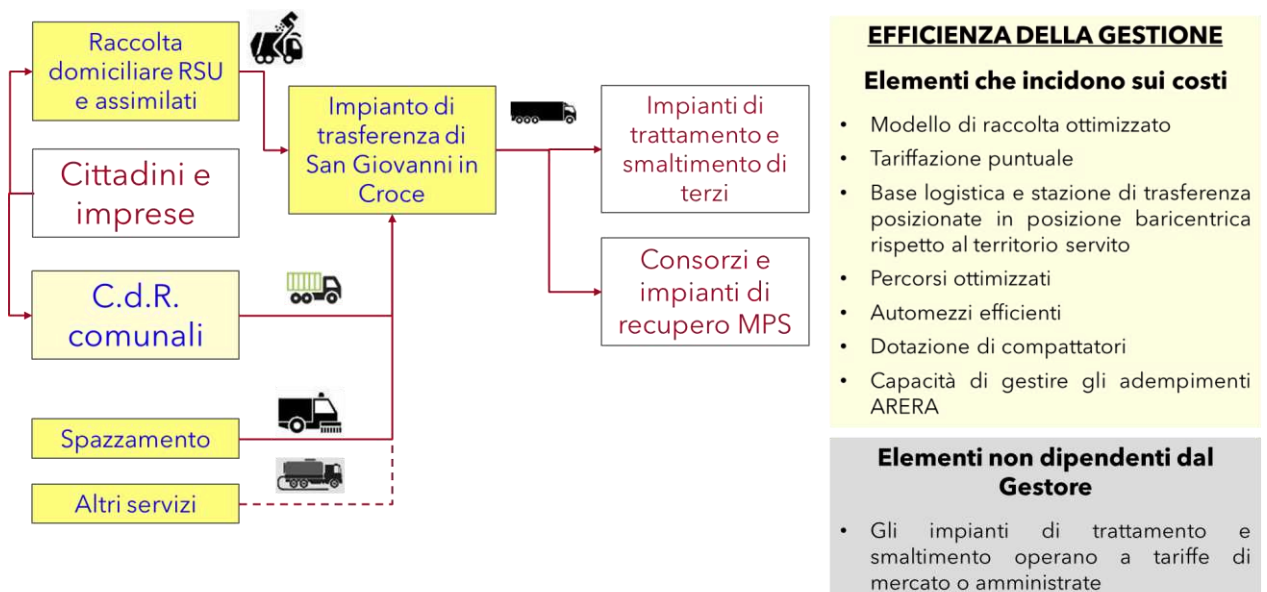 Raccolta
domiciliare RSU
e assimilati
Cittadini e
imprese
C.d.R.
comunali
Spazzamento
Altri servizi
Impianto di
trasferenza di
San Giovanni in
Croce
Impianti di
trattamento e
smaltimento di
terzi
Consorzi e
impianti di
recupero MPS
EFFICIENZA DELLA GESTIONE
Elementi che incidono sui costi
• Modello di raccolta ottimizzato
• Tariffazione puntuale
• Base logistica e stazione di trasferenza
posizionate in posizione baricentrica
rispetto al territorio servito
• Percorsi ottimizzati
• Automezzi efficienti
• Dotazione di compattatori
• Capacità di gestire gli adempimenti
ARERA
Elementi non dipendenti dal
Gestore
• Gli impianti di trattamento e
smaltimento operano a tariffe di
mercato o amministrate